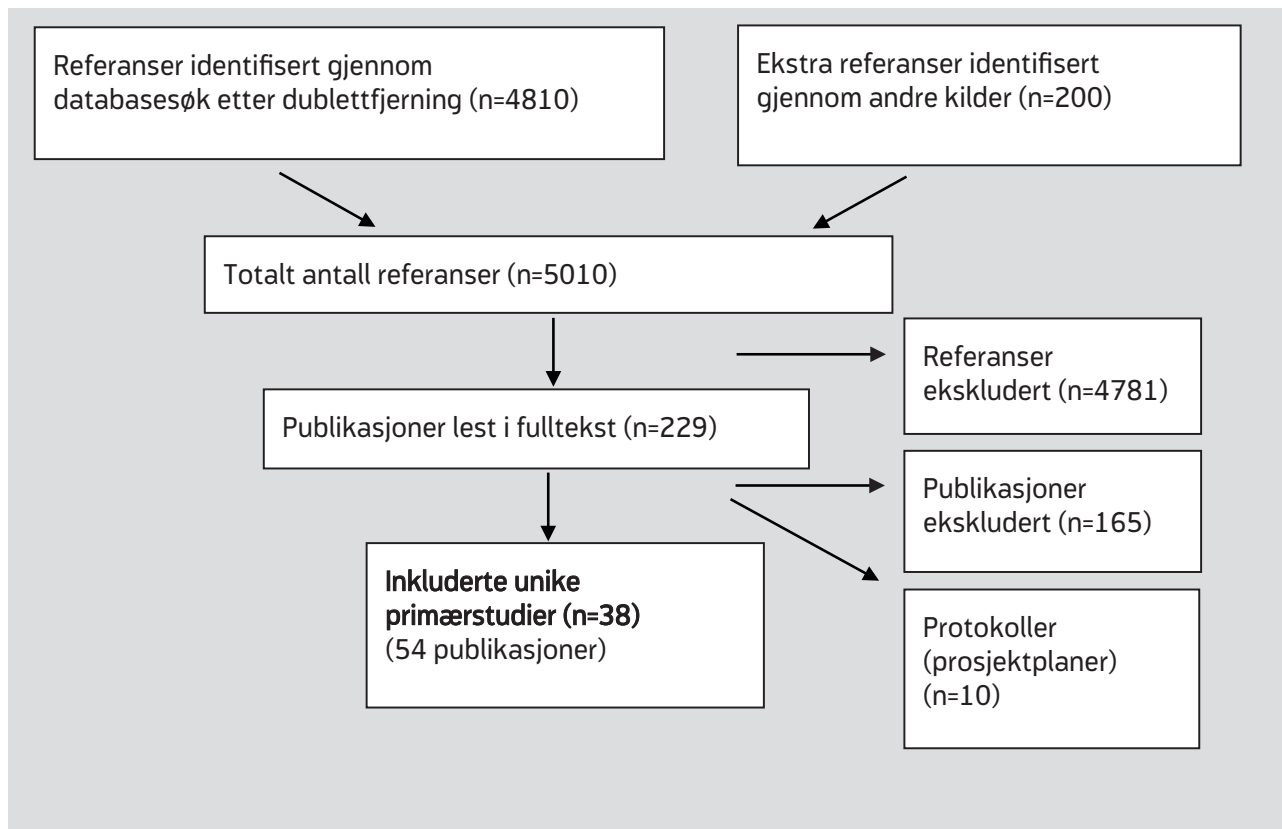 Referanser identifisert gjennom
databasesøk etter dublettfjerning (n=4810)
Ekstra referanser identifisert
gjennom andre kilder (n=200)
Totalt antall referanser (n=5010)
Referanser
ekskludert (n=4781)
Publikasjoner lest i fulltekst (n=229)
Publikasjoner
ekskludert (n=165)
Inkluderte unike
primærstudier (n=38)
(54 publikasjoner)
Protokoller
(prosjektplaner)
(n=10)